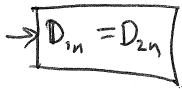 → D₁ₙ = D₂ₙ